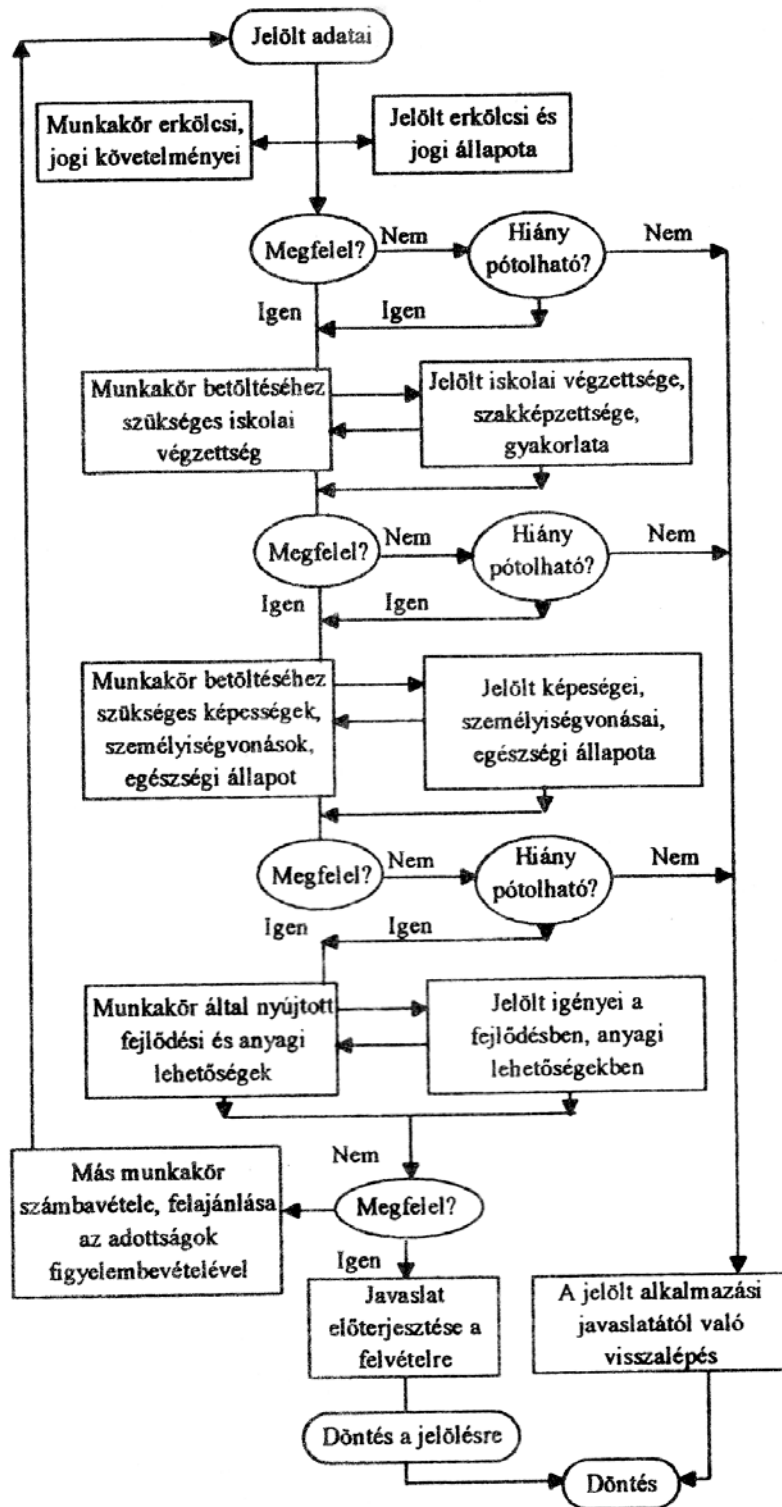 Jelölt adatai
Munkakör erkölcsi,
jogi követelményei
Jelölt erkölcsi és
jogi állapota
Megfelel?
Nem
Hiány
pótolható?
Nem
Igen
Igen
Munkakör betöltéséhez
szükséges iskolai
végzettség
Jelölt iskolai végzettsége,
szakképzettsége,
gyakorlata
Megfelel?
Nem
Hiány
pótolható?
Nem
Igen
Igen
Munkakör betöltéséhez
szükséges képességek,
személyiségvonások,
egészségi állapot
Jelölt képeségei,
személyiségvonásai,
egészségi állapota
Megfelel?
Nem
Hiány
pótolható?
Nem
Igen
Igen
Munkakör által nyújtott
fejlődési és anyagi
lehetőségek
Jelölt igényei a
fejlődésben, anyagi
lehetőségekben
Nem
Más munkakör
számbavétele, felajánlása
az adottságok
figyelembevételével
Megfelel?
Igen
Javaslat
előterjesztése a
felvételre
A jelölt alkalmazási
javaslatától való
visszalépés
Döntés a jelölésre
Döntés